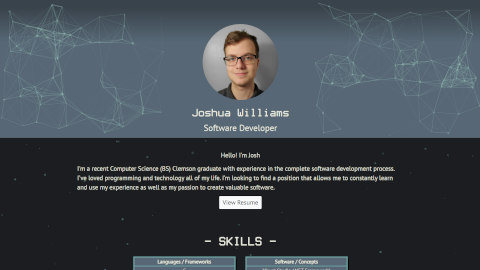 Joshua Williams
Software Developer
Hello! I'm Josh
I'm a recent Computer Science (BS) Clemson graduate with experience in the complete software development process.
I've loved programming and technology all of my life. I'm looking for a position that allows me to constantly learn
and use my experience as well as my passion to create valuable software.
View Resume
- SKILLS -
Languages / Frameworks
Software / Concepts